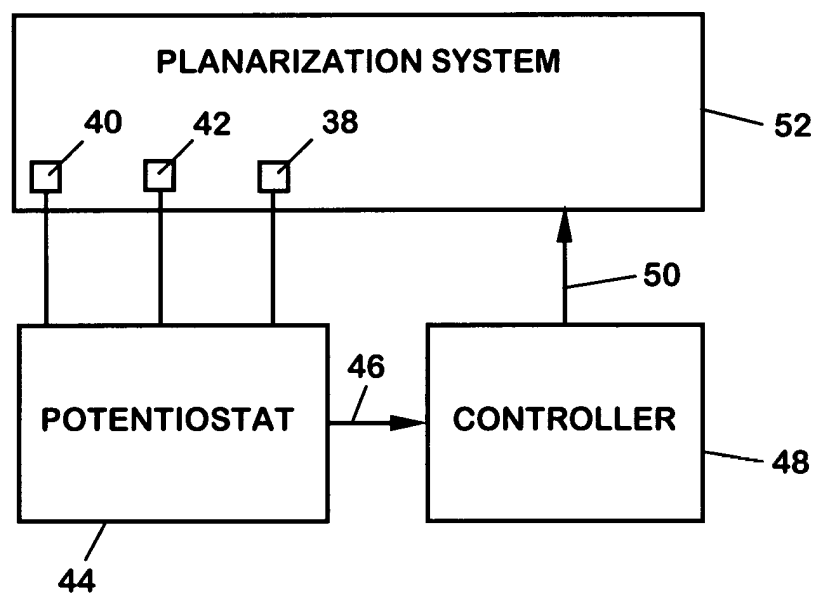 PLANARIZATION SYSTEM
40
42
38
52
50
46
POTENTIOSTAT
CONTROLLER
48
44